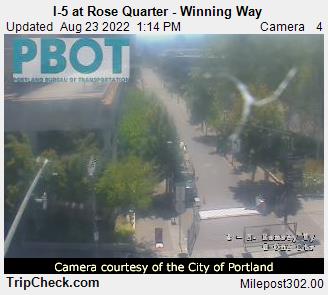 I-5 at Rose Quarter - Winning Way
Updated Aug 23 2022 1:14 PM Camera 4
PBOT
PORTLAND BUREAU OF TRANSPORTATION
Camera courtesy of the City of Portland
TripCheck.com Milepost302.00